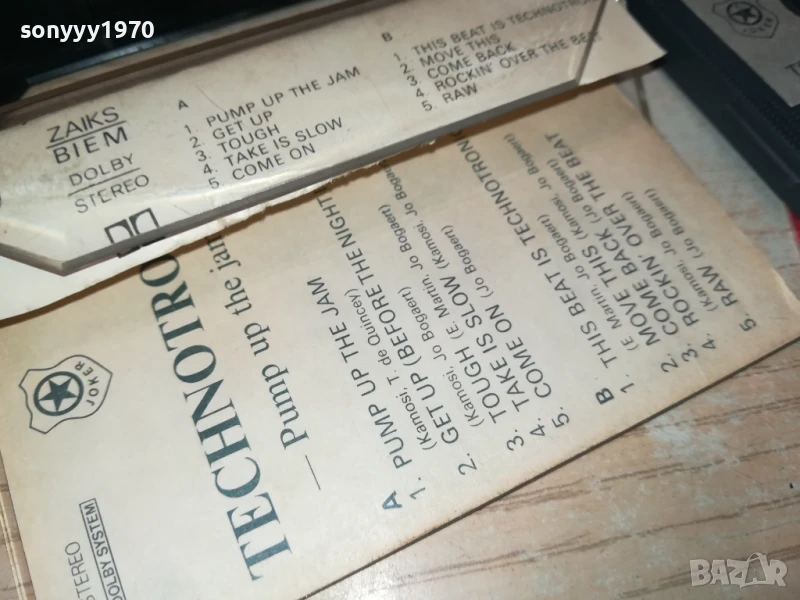 sonyyy1970
ZAIKS
BIEM
DOLBY
STEREO
A
1. PUMP UP THE JAM
2. GET UP
3. TOUGH
4. TAKE IS SLOW
5. COME ON
B
1. THIS BEAT IS TECHNOTRON
2. MOVE THIS
3. COME BACK
4. ROCKIN' OVER THE BEAT
5. RAW
JOKER
JOKER
STEREO
DOLBY SYSTEM
TECHNOTRO
— Pump up the jam
A
1. PUMP UP THE JAM
(Kamosi, T. de Quincey)
2. GET UP (BEFORE THE NIGHT
(Kamosi, Jo Bogaert)
3. TOUGH (E. Martin, Jo Bogaert)
4. TAKE IS SLOW (Kamosi, Jo Bogaert)
5. COME ON (Jo Bogaert)
B
1. THIS BEAT IS TECHNOTRON
(E. Martin, Jo Bogaert)
2. MOVE THIS (Kamosi, Jo Bogaert)
3. COME BACK (Jo Bogaert)
4. ROCKIN' OVER THE BEAT
(Kamosi, Jo Bogaert)
5. RAW (Jo Bogaert)
BAZAR